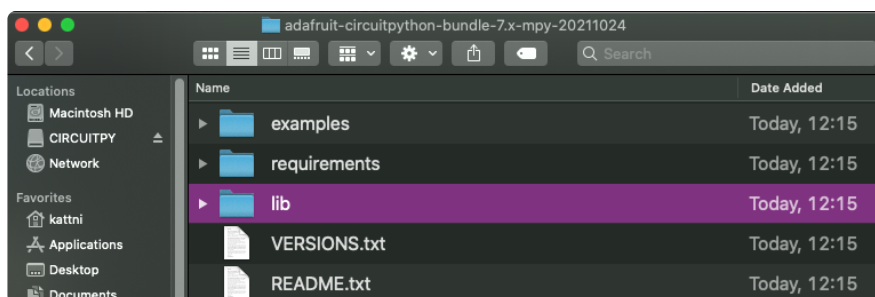 adafruit-circuitpython-bundle-7.x-mpy-20211024
Search
Locations
Macintosh HD
CIRCUITPY
Network
Favorites
kattni
Applications
Desktop
Documents
Name Date Added
examples Today, 12:15
requirements Today, 12:15
lib Today, 12:15
VERSIONS.txt Today, 12:15
README.txt Today, 12:15